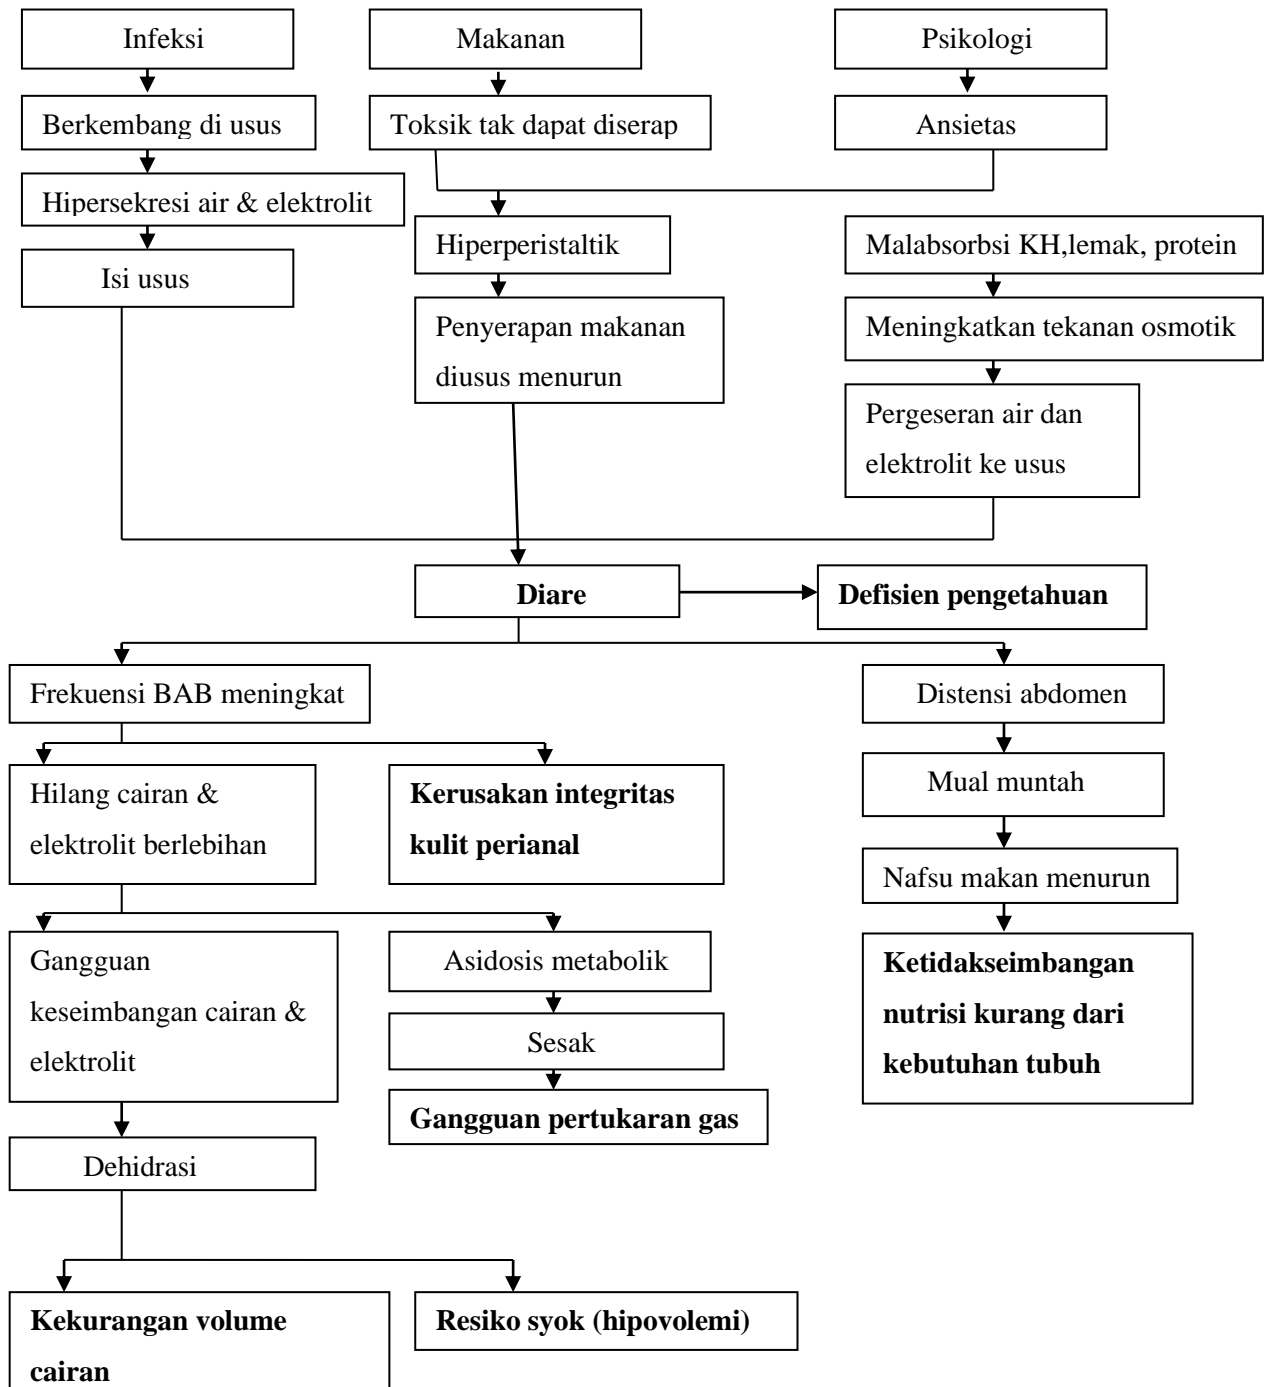 Infeksi
Makanan
Psikologi
Berkembang di usus
Toksik tak dapat diserap
Ansietas
Hipersekresi air & elektrolit
Hiperperistaltik
Malabsorbsi KH,lemak, protein
Isi usus
Penyerapan makanan
diusus menurun
Meningkatkan tekanan osmotik
Pergeseran air dan
elektrolit ke usus
Diare
Defisien pengetahuan
Frekuensi BAB meningkat
Distensi abdomen
Hilang cairan &
elektrolit berlebihan
Kerusakan integritas
kulit perianal
Mual muntah
Nafsu makan menurun
Gangguan
keseimbangan cairan &
elektrolit
Asidosis metabolik
Sesak
Gangguan pertukaran gas
Ketidakseimbangan
nutrisi kurang dari
kebutuhan tubuh
Dehidrasi
Kekurangan volume
cairan
Resiko syok (hipovolemi)